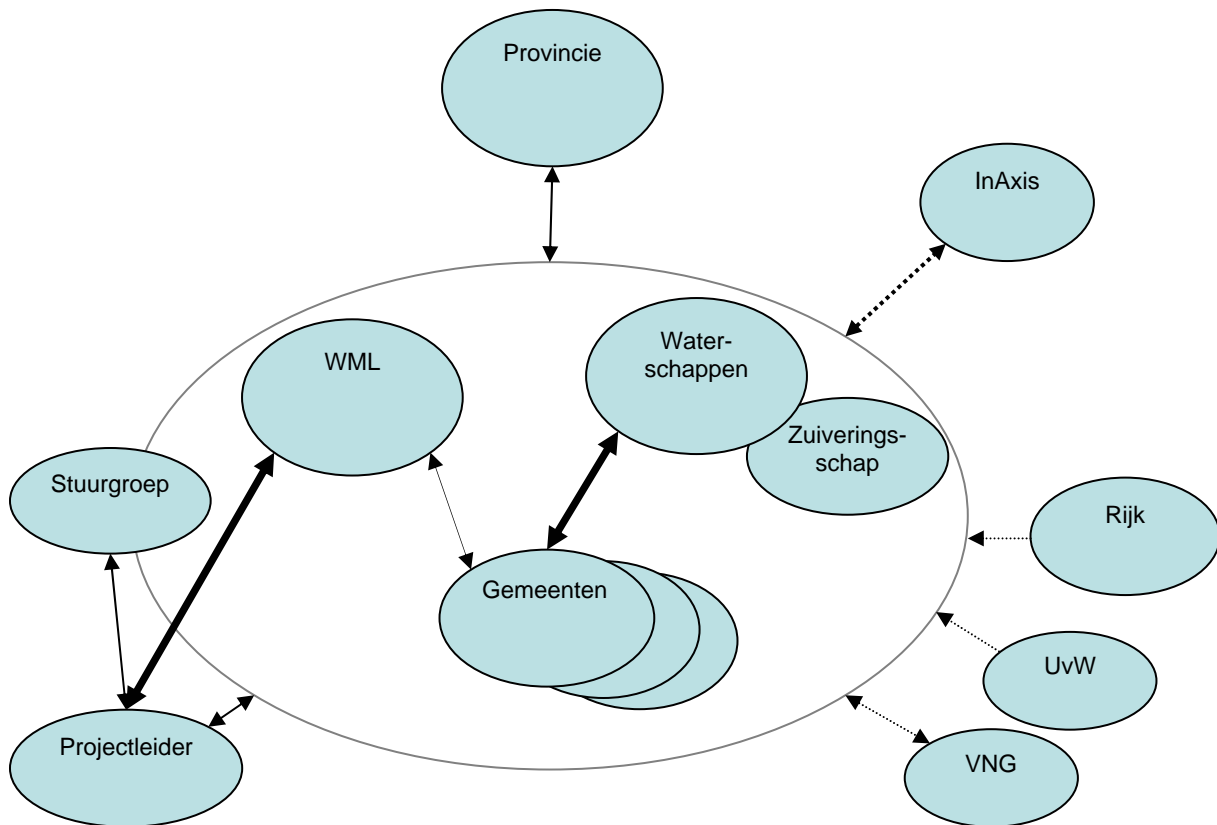 Provincie
InAxis
WML
Water-
schappen
Zuiverings-
schap
Stuurgroep
Rijk
Gemeenten
UvW
Projectleider
VNG